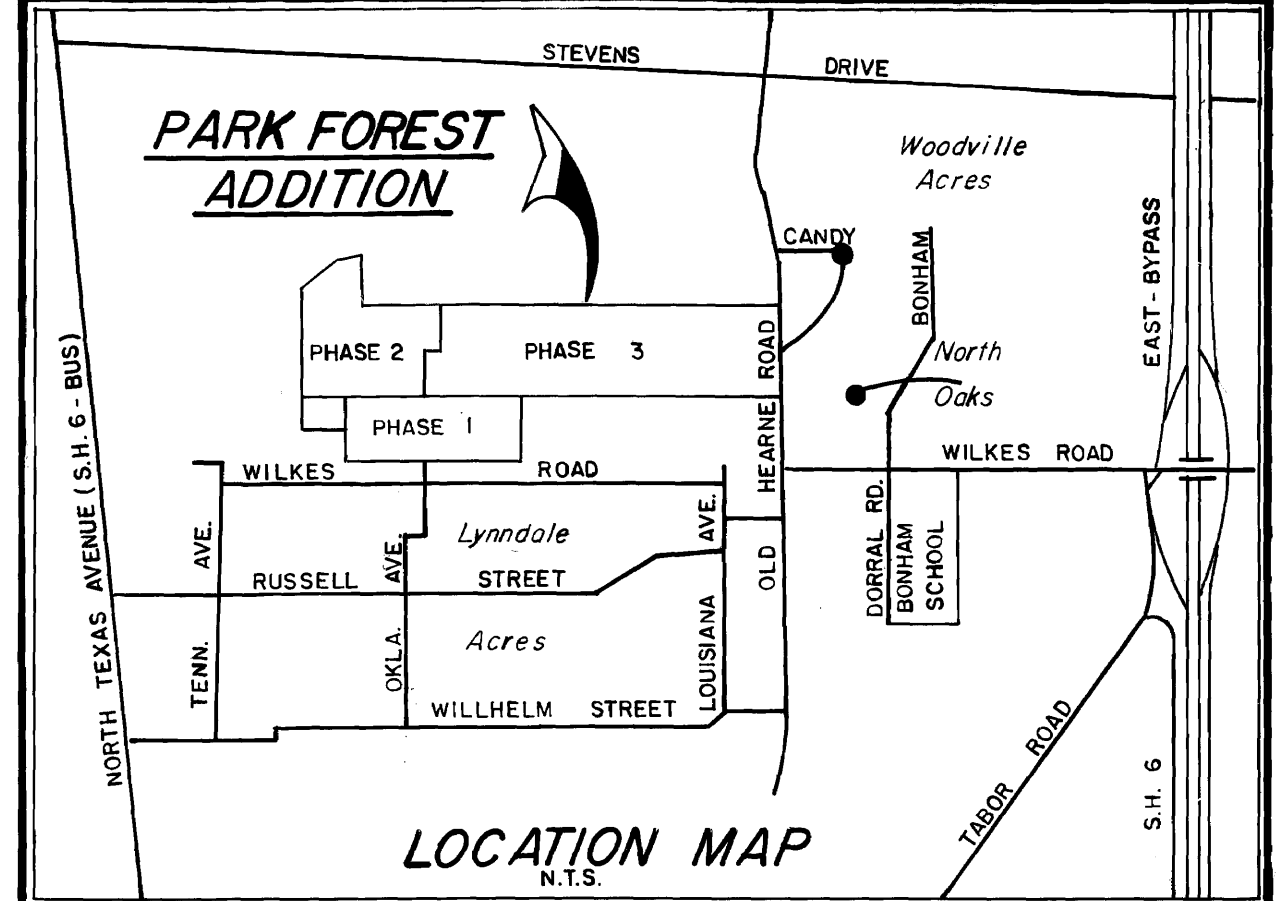 STEVENS DRIVE
PARK FOREST
ADDITION
Woodville
Acres
CANDY
BONHAM
EAST - BYPASS
PHASE 2
PHASE 3
North
Oaks
PHASE 1
OLD HEARNE ROAD
WILKES ROAD
WILKES ROAD
NORTH TEXAS AVENUE (S.H. 6 - BUS)
TENN. AVE.
OKLA. AVE.
Lynndale
Acres
RUSSELL STREET
LOUISIANA AVE.
DORRAL RD.
BONHAM
SCHOOL
WILLHELM STREET
TABOR ROAD
S.H. 6
LOCATION MAP
N.T.S.